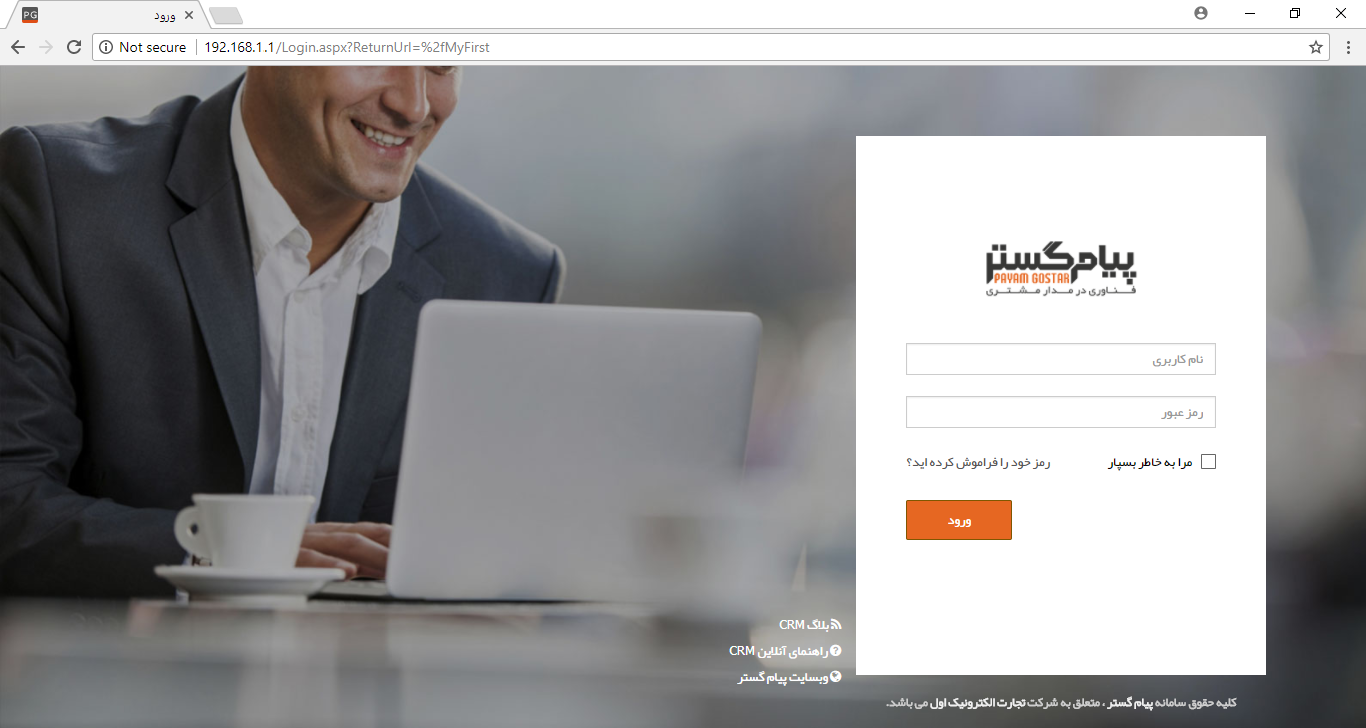 PG
ورود
Not secure
192.168.1.1/Login.aspx?ReturnUrl=%2fMyFirst
پیام گستر
PAYAM GOSTAR
فناوری در مدار مشتری
نام کاربری
رمز عبور
مرا به خاطر بسپار
رمز خود را فراموش کرده اید؟
ورود
بلاگ CRM
راهنمای آنلاین CRM
وبسایت پیام گستر
کلیه حقوق سامانه پیام گستر ، متعلق به شرکت تجارت الکترونیک اول می باشد.